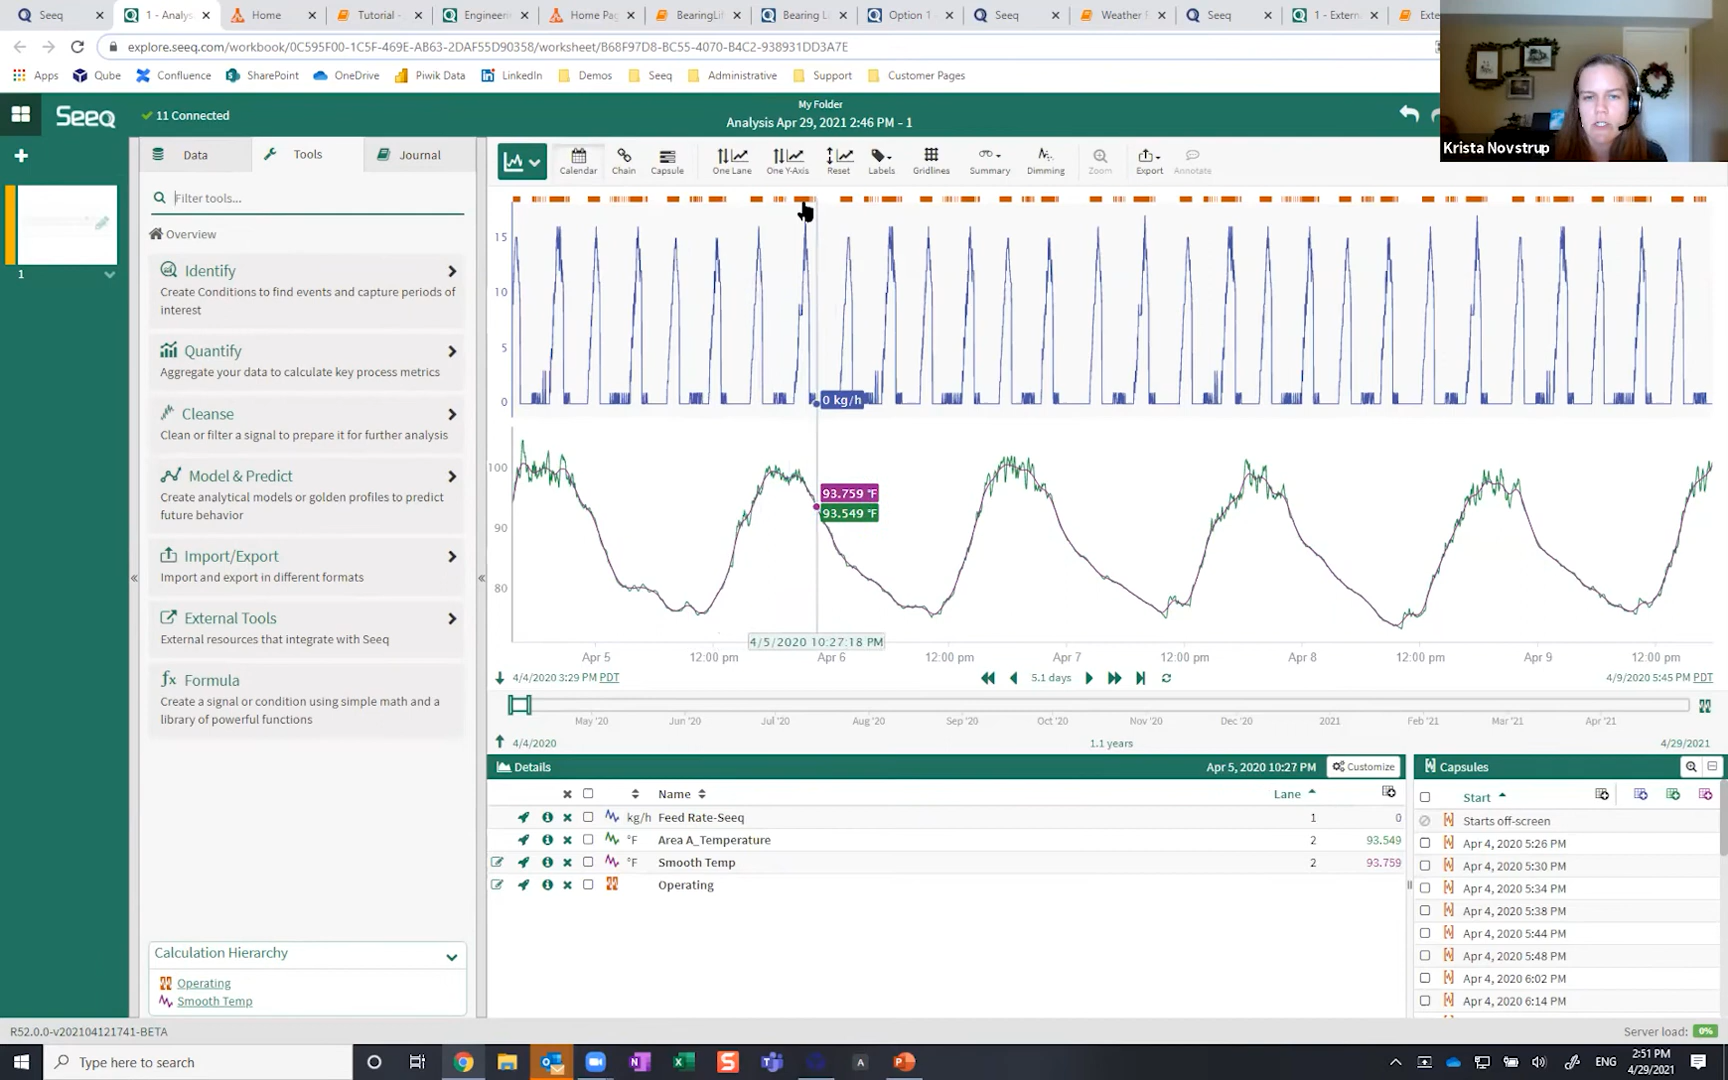 Seeq
1 - Analys
Home
Tutorial -
Engineeri
Home Pag
BearingLif
Bearing Li
Option 1 -
Seeq
Weather f
Seeq
1 - Extern
Exte
explore.seeq.com/workbook/0C595F00-1C5F-469E-AB63-2DAF55D90358/worksheet/B68F97D8-BC55-4070-B4C2-938931DD3A7E
Apps
Qube
Confluence
SharePoint
OneDrive
Piwik Data
LinkedIn
Demos
Seeq
Administrative
Support
Customer Pages
Krista Novstrup
Seeq
11 Connected
My Folder
Analysis Apr 29, 2021 2:46 PM - 1
Data
Tools
Journal
Calendar
Chain
Capsule
One Lane
One Y-Axis
Reset
Labels
Gridlines
Summary
Dimming
Zoom
Export
Annotate
1
Filter tools...
Overview
Identify
Create Conditions to find events and capture periods of
interest
Quantify
Aggregate your data to calculate key process metrics
Cleanse
Clean or filter a signal to prepare it for further analysis
Model & Predict
Create analytical models or golden profiles to predict
future behavior
Import/Export
Import and export in different formats
External Tools
External resources that integrate with Seeq
Formula
Create a signal or condition using simple math and a
library of powerful functions
Calculation Hierarchy
Operating
Smooth Temp
15
10
5
0
0 kg/h
100
90
80
93.759 °F
93.549 °F
4/5/2020 10:27:18 PM
Apr 5
12:00 pm
Apr 6
12:00 pm
Apr 7
12:00 pm
Apr 8
12:00 pm
Apr 9
12:00 pm
4/4/2020 3:29 PM PDT
5.1 days
4/9/2020 5:45 PM PDT
May '20
Jun '20
Jul '20
Aug '20
Sep '20
Oct '20
Nov '20
Dec '20
2021
Feb '21
Mar '21
Apr '21
4/4/2020
1.1 years
4/29/2021
Details
Apr 5, 2020 10:27 PM
Customize
Name
Lane
kg/h Feed Rate-Seeq 1 0
°F Area A_Temperature 2 93.549
°F Smooth Temp 2 93.759
Operating
Capsules
Start
Starts off-screen
Apr 4, 2020 5:26 PM
Apr 4, 2020 5:30 PM
Apr 4, 2020 5:34 PM
Apr 4, 2020 5:38 PM
Apr 4, 2020 5:44 PM
Apr 4, 2020 5:48 PM
Apr 4, 2020 6:02 PM
Apr 4, 2020 6:14 PM
R52.0.0-v202104121741-BETA
Server load: 0%
Type here to search
ENG
2:51 PM
4/29/2021